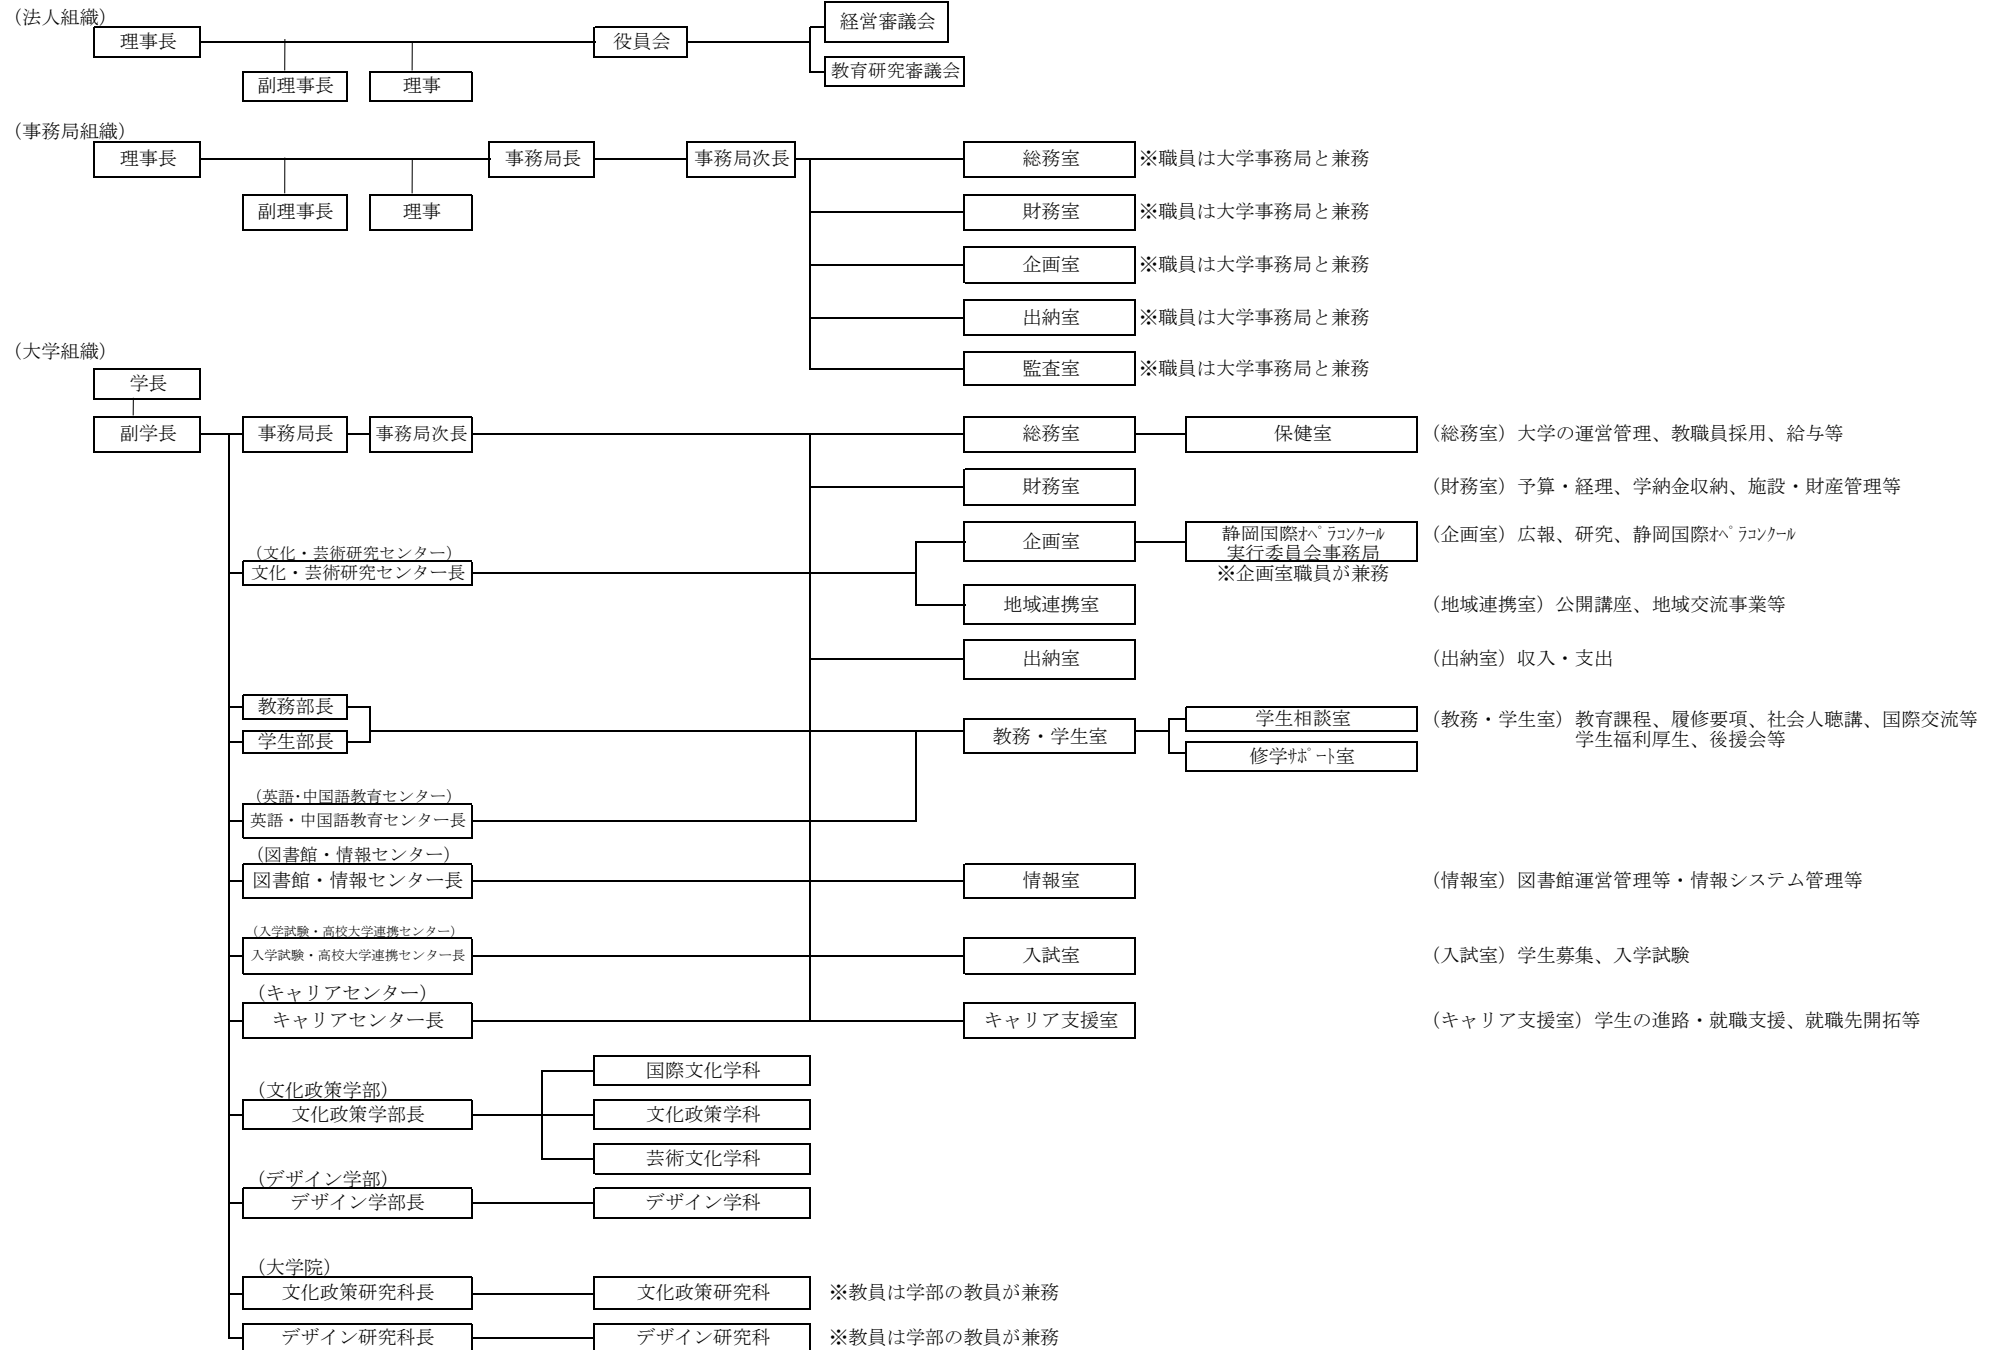 （法人組織）
経営審議会
理事長
役員会
教育研究審議会
副理事長
理事
（事務局組織）
理事長
事務局長
事務局次長
総務室
※職員は大学事務局と兼務
副理事長
理事
財務室
※職員は大学事務局と兼務
企画室
※職員は大学事務局と兼務
出納室
※職員は大学事務局と兼務
（大学組織）
監査室
※職員は大学事務局と兼務
学長
副学長
事務局長
事務局次長
総務室
保健室
（総務室）大学の運営管理、教職員採用、給与等
財務室
（財務室）予算・経理、学納金収納、施設・財産管理等
企画室
静岡国際ｵﾍﾟﾗｺﾝｸｰﾙ
実行委員会事務局
※企画室職員が兼務
（企画室）広報、研究、静岡国際ｵﾍﾟﾗｺﾝｸｰﾙ
（文化・芸術研究センター）
文化・芸術研究センター長
地域連携室
（地域連携室）公開講座、地域交流事業等
出納室
（出納室）収入・支出
教務部長
学生部長
教務・学生室
学生相談室
修学ｻﾎﾟｰﾄ室
（教務・学生室）教育課程、履修要項、社会人聴講、国際交流等
学生福利厚生、後援会等
（英語・中国語教育センター）
英語・中国語教育センター長
（図書館・情報センター）
図書館・情報センター長
情報室
（情報室）図書館運営管理等・情報システム管理等
（入学試験・高校大学連携センター）
入学試験・高校大学連携センター長
入試室
（入試室）学生募集、入学試験
（キャリアセンター）
キャリアセンター長
キャリア支援室
（キャリア支援室）学生の進路・就職支援、就職先開拓等
国際文化学科
（文化政策学部）
文化政策学部長
文化政策学科
芸術文化学科
（デザイン学部）
デザイン学部長
デザイン学科
（大学院）
文化政策研究科長
文化政策研究科
※教員は学部の教員が兼務
デザイン研究科長
デザイン研究科
※教員は学部の教員が兼務